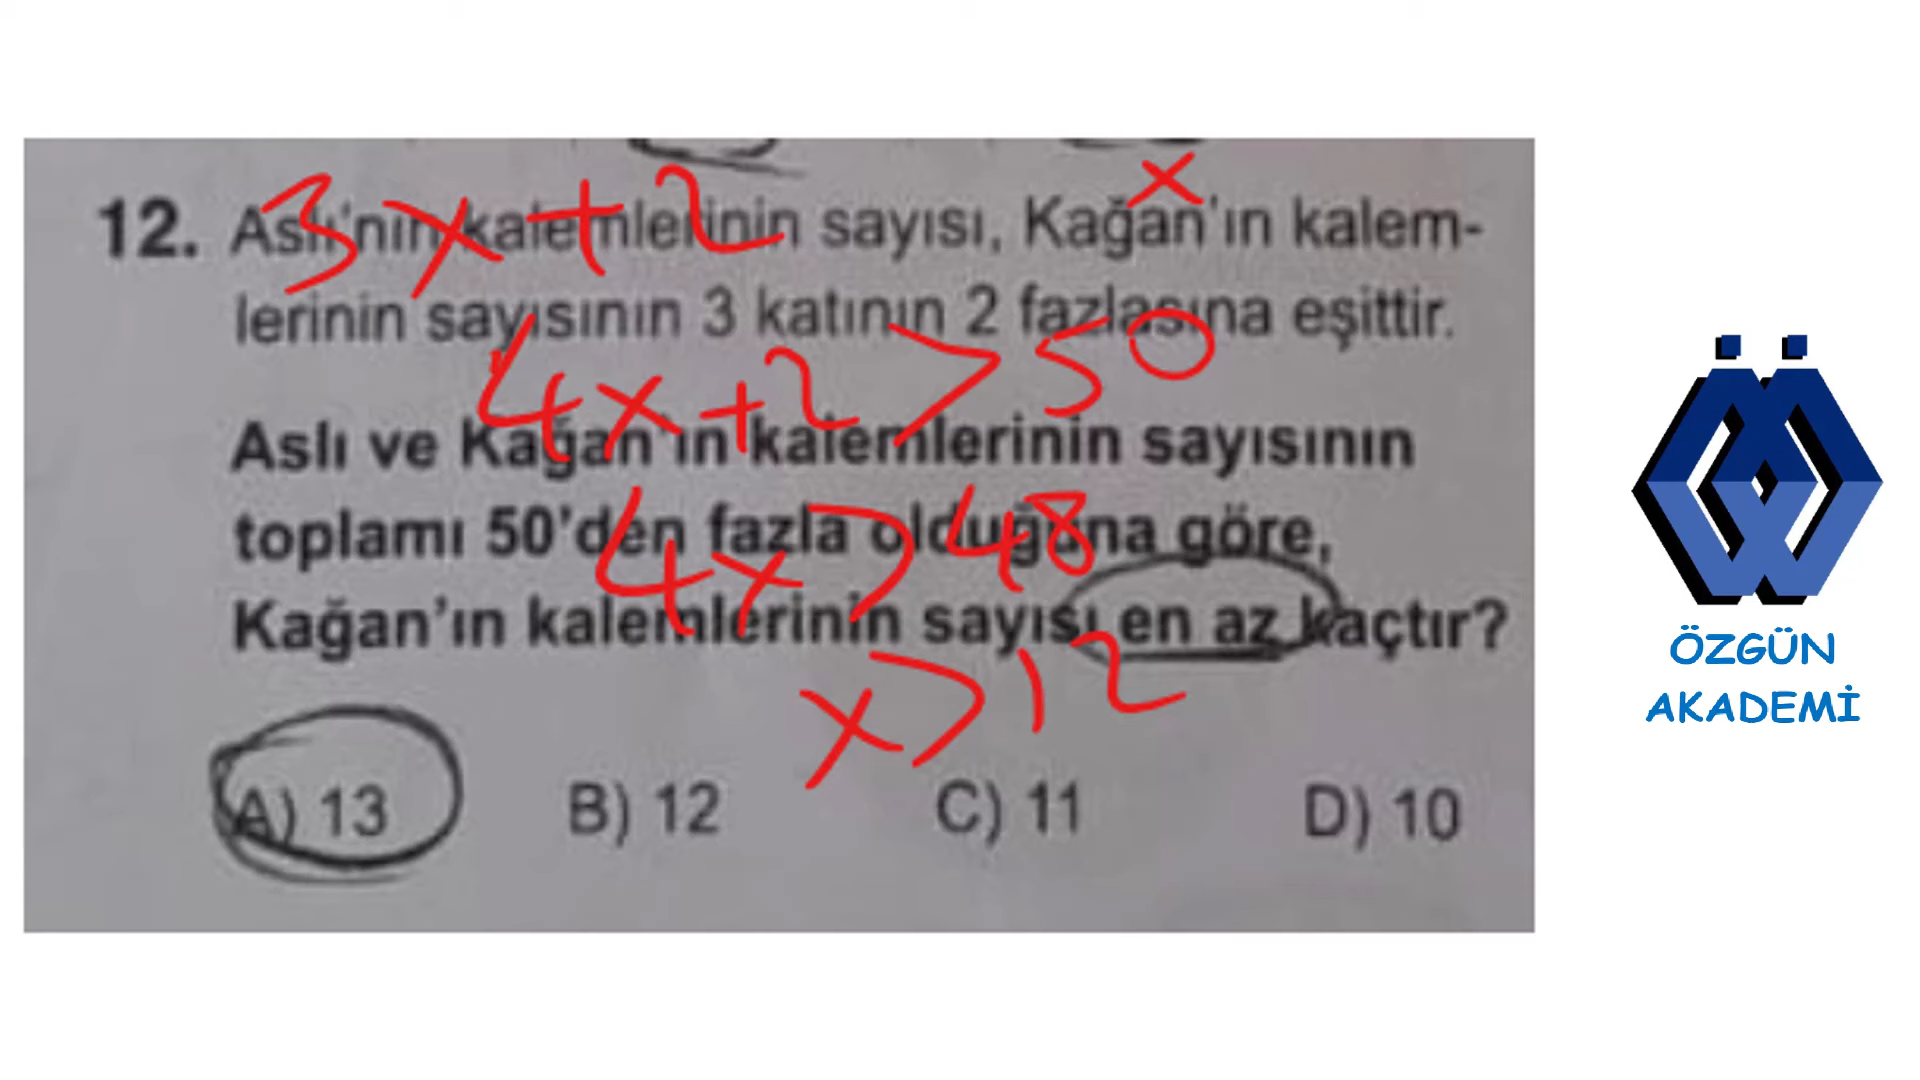 12. Aslı'nın kalemlerinin sayısı, Kağan'ın kalem-
lerinin sayısının 3 katının 2 fazlasına eşittir.
Aslı ve Kağan'ın kalemlerinin sayısının
toplamı 50'den fazla olduğuna göre,
Kağan'ın kalemlerinin sayısı en az kaçtır?
A) 13 B) 12 C) 11 D) 10
3x+2
x
4x+2>50
4x>48
x>12
ÖZGÜN
AKADEMİ